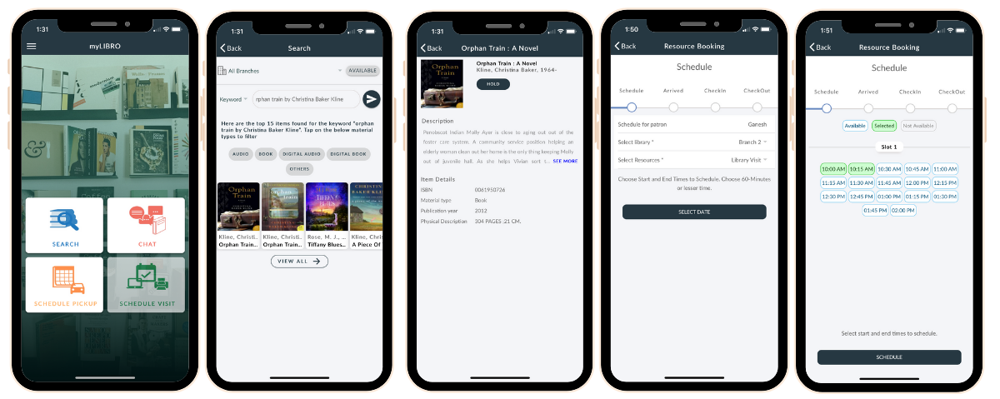 1:31
myLIBRO
modernism
&
SEARCH
CHAT
SCHEDULE PICKUP
SCHEDULE VISIT
1:31
Back
Search
All Branches
AVAILABLE
Keyword
rphan train by Christina Baker Kline
Here are the top 15 items found for the keyword "orphan
train by Christina Baker Kline". Tap on the below material
types to filter
AUDIO
BOOK
DIGITAL AUDIO
DIGITAL BOOK
OTHERS
Orphan
Train
Orphan
Train
TIFFANY
BLUES
CHRISTINA
BAKER KLINE
Kline, Christi...
Orphan Train...
Kline, Christi...
Orphan Train...
Rose, M. J., ...
Tiffany Blues...
Kline, Christi
A Piece Of
VIEW ALL
1:31
Back
Orphan Train : A Novel
Orphan
Train
CHRISTINA
BAKER KLINE
Orphan Train : A Novel
Kline, Christina Baker, 1964-
HOLD
Description
Penobscot Indian Molly Ayer is close to aging out out of the
foster care system. A community service position helping an
elderly woman clean out her home is the only thing keeping Molly
out of juvenile hall. As she helps Vivian sort t... SEE MORE
Item Details
ISBN 0061950726
Material type Book
Publication year 2012
Physical Description 304 PAGES ;21 CM.
1:50
Back
Resource Booking
Schedule
Schedule Arrived CheckIn CheckOut
Schedule for patron Ganesh
Select library * Branch 2
Select Resources * Library Visit
Choose Start and End Times to Schedule. Choose 60-Minutes
or lesser time.
SELECT DATE
1:51
Back
Resource Booking
Schedule
Schedule Arrived CheckIn CheckOut
Available Selected Not Available
Slot 1
10:00 AM 10:15 AM 10:30 AM 10:45 AM 11:00 AM
11:15 AM 11:30 AM 11:45 AM 12:00 PM 12:15 PM
12:30 PM 12:45 PM 01:00 PM 01:15 PM 01:30 PM
01:45 PM 02:00 PM
Select start and end times to schedule.
SCHEDULE